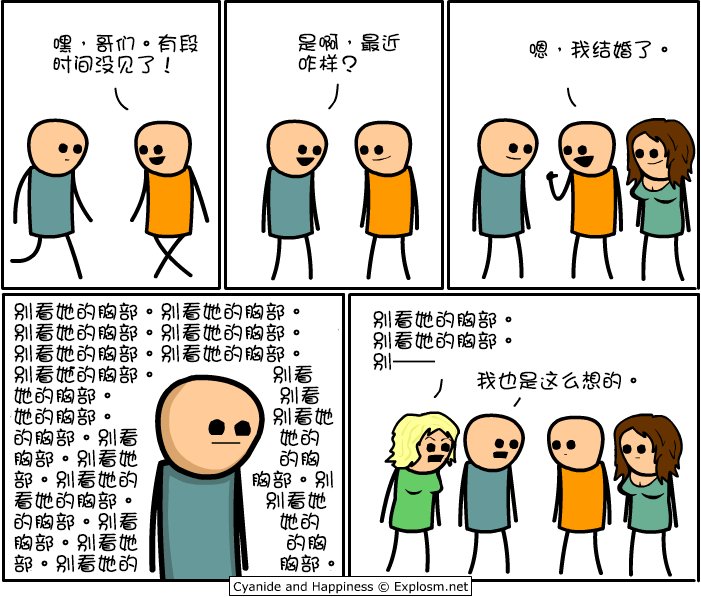 嘿，哥们。有段
时间没见了！
是啊，最近
咋样？
嗯，我结婚了。
别看她的胸部。别看她的胸部。
别看她的胸部。别看她的胸部。
别看她的胸部。别看她的胸部。
别看她的胸部。 别看
她的胸部。 别看
她的胸部。 别看她
的胸部。别看 她的
胸部。别看她 的胸
部。别看她的 胸部。别
看她的胸部。 别看她
的胸部。别看 她的
胸部。别看她 的胸
部。别看她的 胸部。
别看她的胸部。
别看她的胸部。
别——
我也是这么想的。
Cyanide and Happiness © Explosm.net